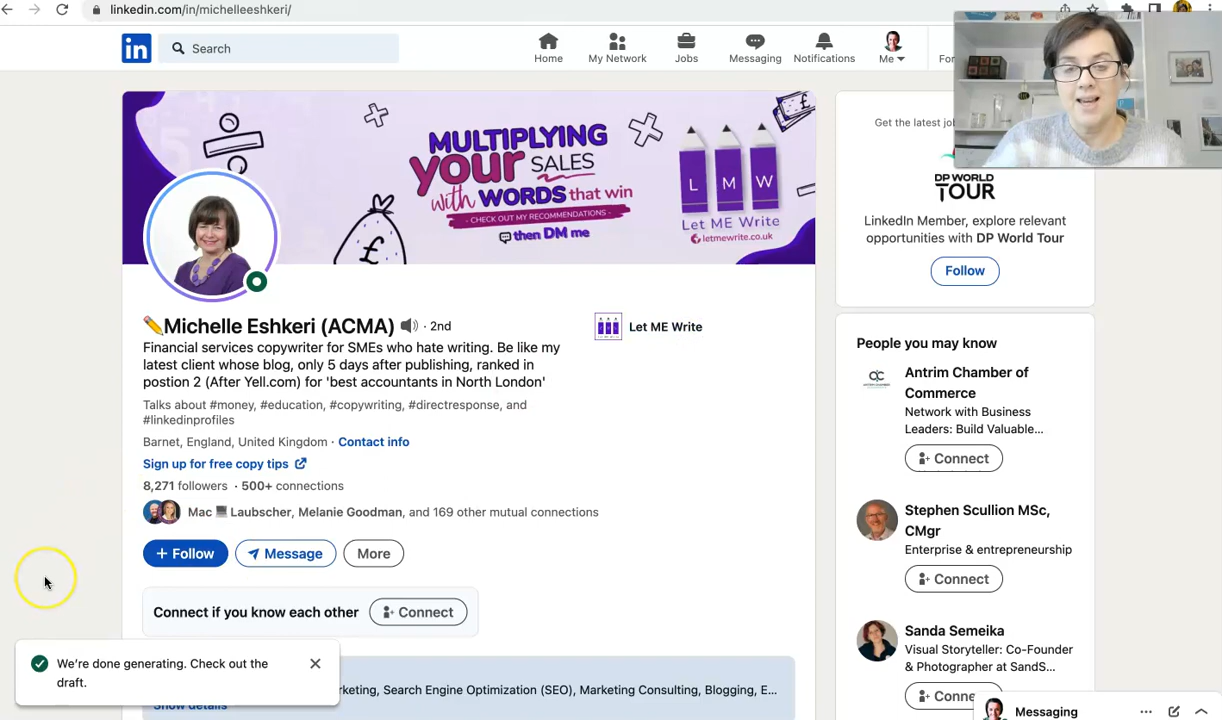 linkedin.com/in/michelleeshkeri/
in
Search
Home
My Network
Jobs
Messaging
Notifications
Me
For
MULTIPLYING
your SALES
with WORDS that win
- CHECK OUT MY RECOMMENDATIONS -
then DM me
L M W
Let ME Write
letmewrite.co.uk
Get the latest job
DP WORLD
TOUR
LinkedIn Member, explore relevant
opportunities with DP World Tour
Follow
✏️Michelle Eshkeri (ACMA) · 2nd
Let ME Write
Financial services copywriter for SMEs who hate writing. Be like my
latest client whose blog, only 5 days after publishing, ranked in
postion 2 (After Yell.com) for 'best accountants in North London'
Talks about #money, #education, #copywriting, #directresponse, and
#linkedinprofiles
Barnet, England, United Kingdom · Contact info
Sign up for free copy tips
8,271 followers · 500+ connections
Mac 💻 Laubscher, Melanie Goodman, and 169 other mutual connections
+ Follow
Message
More
Connect if you know each other
Connect
We're done generating. Check out the
draft.
rketing, Search Engine Optimization (SEO), Marketing Consulting, Blogging, E...
Show details
People you may know
Antrim Chamber of
Commerce
Network with Business
Leaders: Build Valuable...
Connect
Stephen Scullion MSc,
CMgr
Enterprise & entrepreneurship
Connect
Sanda Semeika
Visual Storyteller: Co-Founder
& Photographer at SandS...
Conne
Messaging